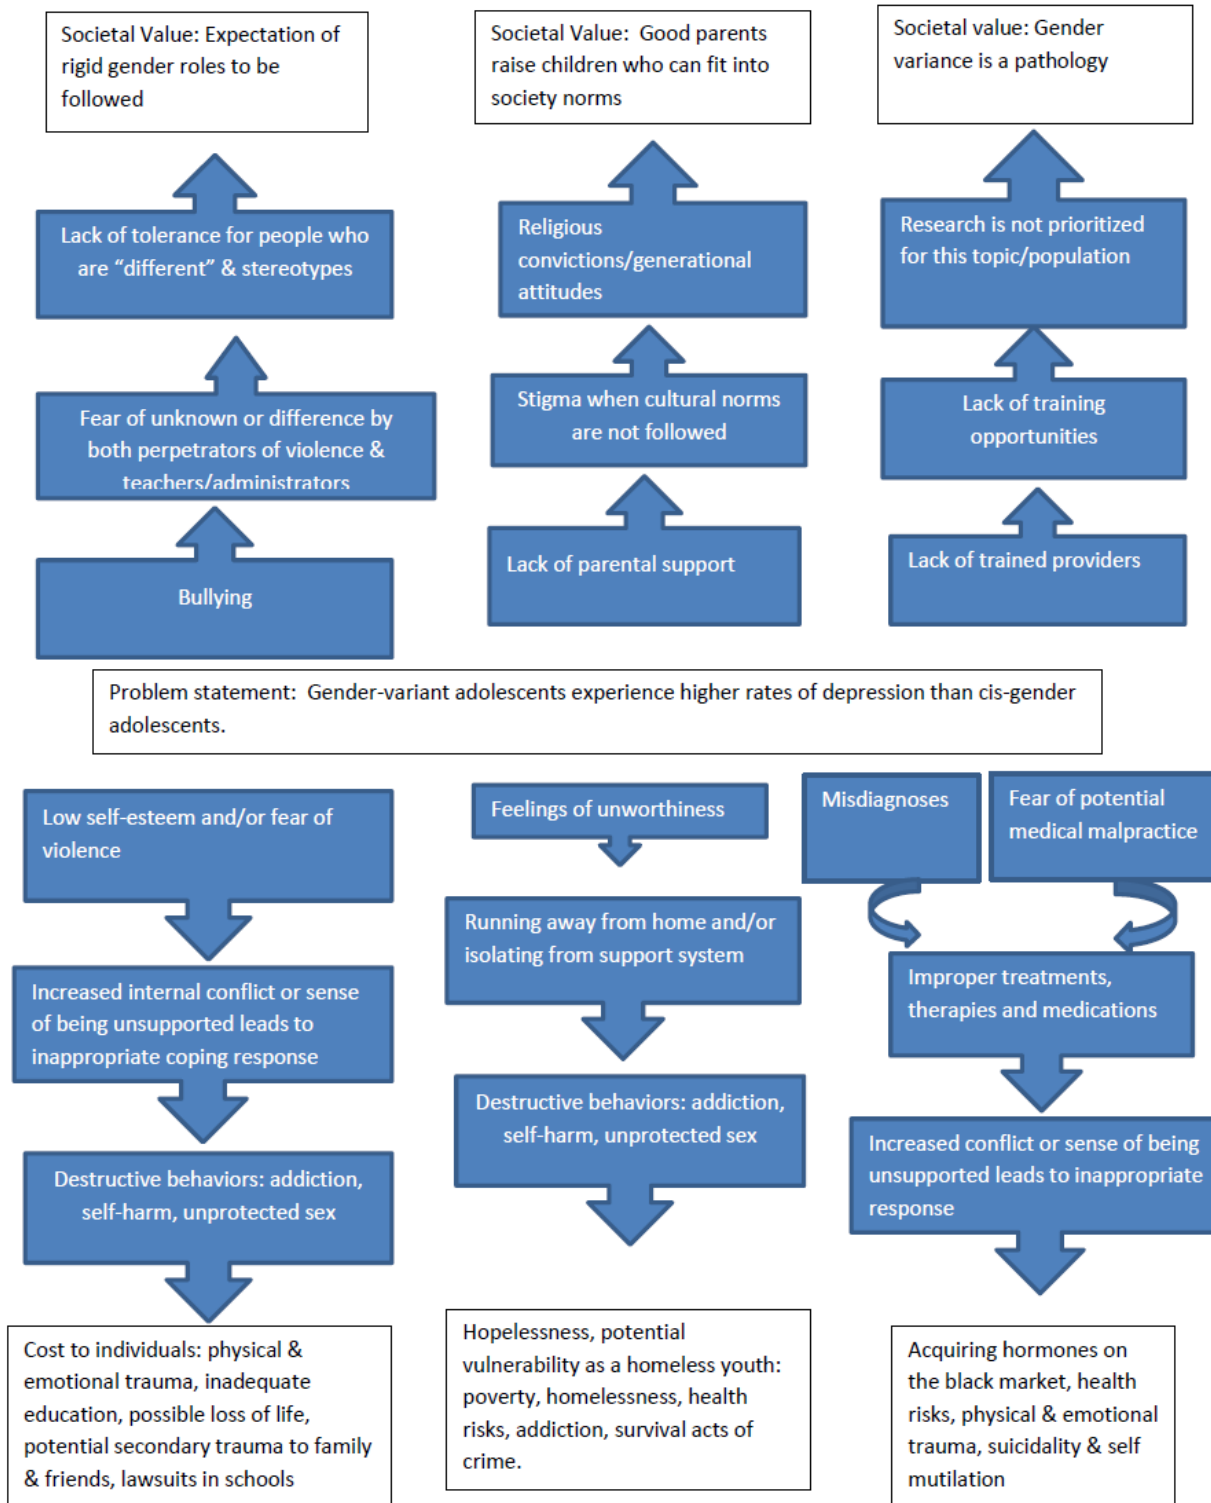 Societal Value: Expectation of
rigid gender roles to be
followed
Societal Value:  Good parents
raise children who can fit into
society norms
Societal value: Gender
variance is a pathology
Lack of tolerance for people who
are “different” & stereotypes
Religious
convictions/generational
attitudes
Research is not prioritized
for this topic/population
Fear of unknown or difference by
both perpetrators of violence &
teachers/administrators
Stigma when cultural norms
are not followed
Lack of training
opportunities
Bullying
Lack of parental support
Lack of trained providers
Problem statement:  Gender-variant adolescents experience higher rates of depression than cis-gender
adolescents.
Low self-esteem and/or fear of
violence
Feelings of unworthiness
Misdiagnoses
Fear of potential
medical malpractice
Increased internal conflict or sense
of being unsupported leads to
inappropriate coping response
Running away from home and/or
isolating from support system
Improper treatments,
therapies and medications
Destructive behaviors: addiction,
self-harm, unprotected sex
Destructive behaviors: addiction,
self-harm, unprotected sex
Increased conflict or sense of being
unsupported leads to inappropriate
response
Cost to individuals: physical &
emotional trauma, inadequate
education, possible loss of life,
potential secondary trauma to family
& friends, lawsuits in schools
Hopelessness, potential
vulnerability as a homeless youth:
poverty, homelessness, health
risks, addiction, survival acts of
crime.
Acquiring hormones on
the black market, health
risks, physical & emotional
trauma, suicidality & self
mutilation